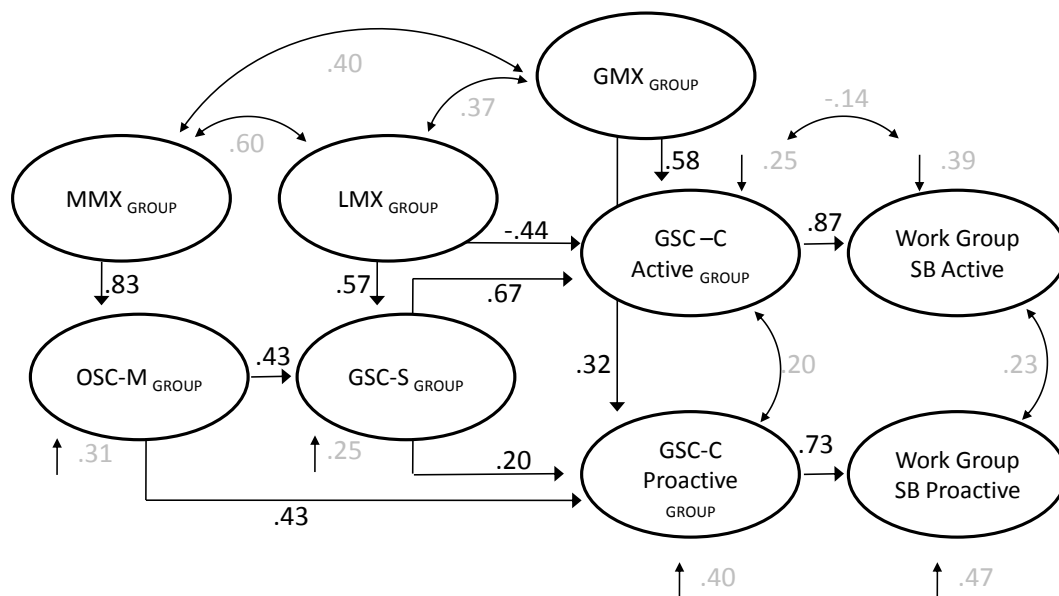 GMX GROUP
.40
.37
-.14
.60
.58
.25
.39
MMX GROUP
LMX GROUP
-.44
GSC –C
Active GROUP
.87
Work Group
SB Active
.83
.57
.67
OSC-M GROUP
.43
GSC-S GROUP
.32
.20
.23
.31
.25
.20
GSC-C
Proactive
GROUP
.73
Work Group
SB Proactive
.43
.40
.47